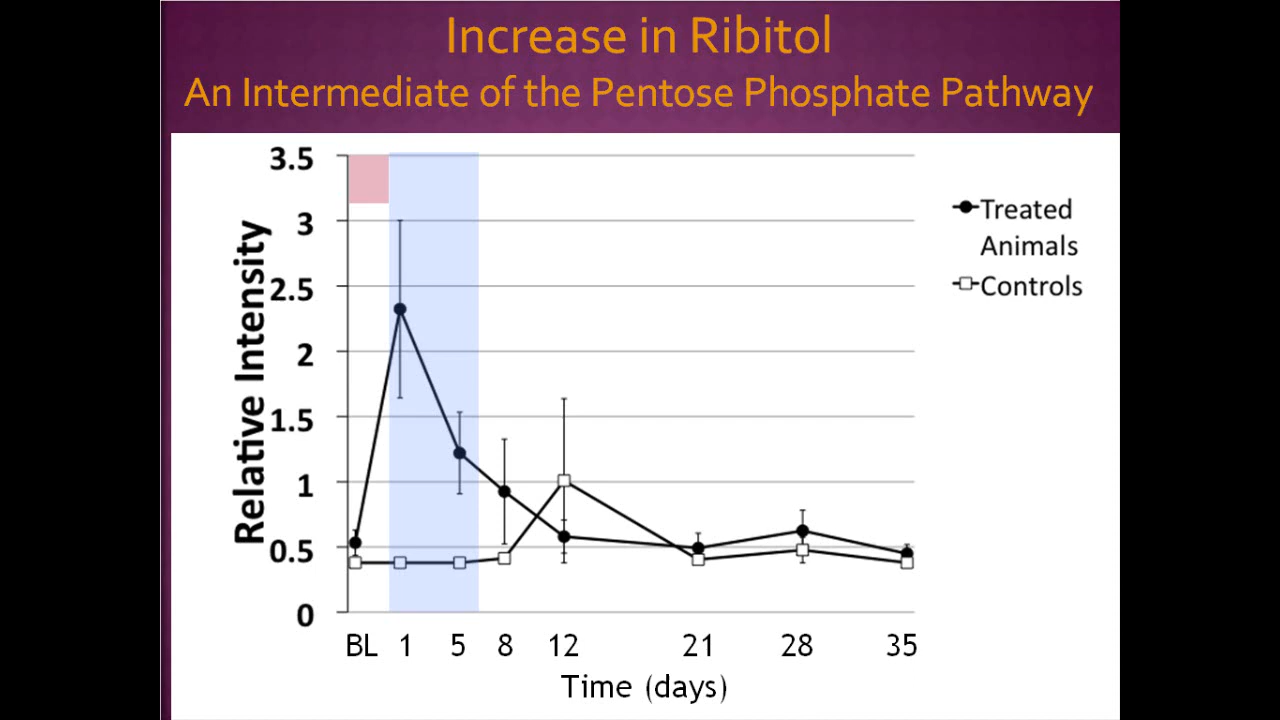 Increase in Ribitol
An Intermediate of the Pentose Phosphate Pathway
Relative Intensity
3.5
3
2.5
2
1.5
1
0.5
0
BL 1 5 8 12 21 28 35
Time (days)
Treated
Animals
Controls